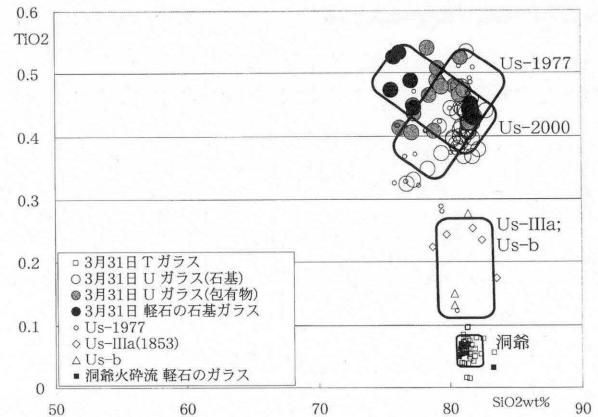 0.6
TiO2
0.5
0.4
0.3
0.2
0.1
0
50
60
70
80
SiO2wt%
90
Us-1977
Us-2000
Us-IIIa;
Us-b
洞爺
3月31日 T ガラス
3月31日 U ガラス(石基)
3月31日 U ガラス(包有物)
3月31日 軽石の石基ガラス
Us-1977
Us-IIIa(1853)
Us-b
洞爺火砕流 軽石のガラス